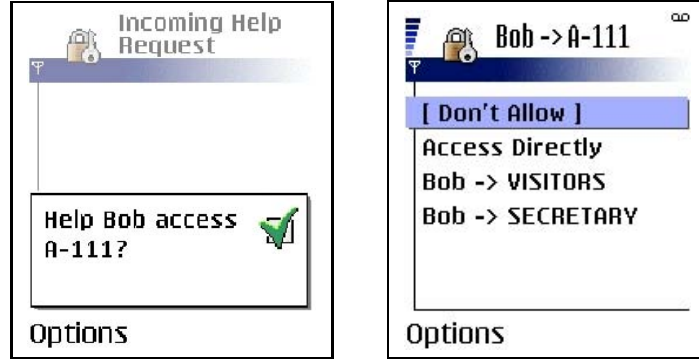 Incoming Help
Request
Help Bob access
A-111?
Options
Bob -> A-111
[ Don't Allow ]
Access Directly
Bob -> VISITORS
Bob -> SECRETARY
Options